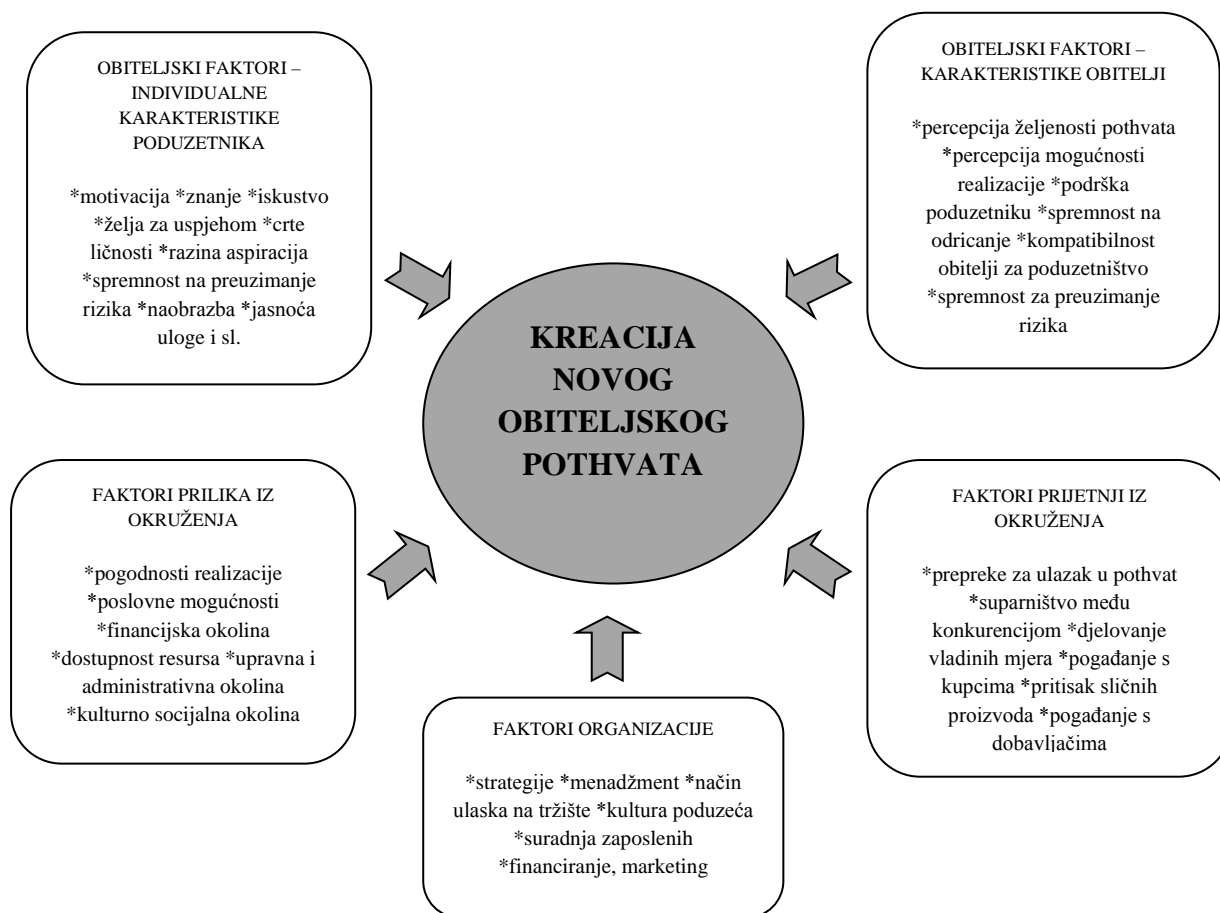 OBITELJSKI FAKTORI –
INDIVIDUALNE
KARAKTERISTIKE
PODUZETNIKA
*motivacija *znanje *iskustvo
*želja za uspjehom *crte
ličnosti *razina aspiracija
*spremnost na preuzimanje
rizika *naobrazba *jasnoća
uloge i sl.
OBITELJSKI FAKTORI –
KARAKTERISTIKE OBITELJI
*percepcija željenosti pothvata
*percepcija mogućnosti
realizacije *podrška
poduzetniku *spremnost na
odricanje *kompatibilnost
obitelji za poduzetništvo
*spremnost za preuzimanje
rizika
KREACIJA
NOVOG
OBITELJSKOG
POTHVATA
FAKTORI PRILIKA IZ
OKRUŽENJA
*pogodnosti realizacije
*poslovne mogućnosti
*financijska okolina
*dostupnost resursa *upravna i
administrativna okolina
*kulturno socijalna okolina
FAKTORI PRIJETNJI IZ
OKRUŽENJA
*prepreke za ulazak u pothvat
*suparništvo među
konkurencijom *djelovanje
vladinih mjera *pogađanje s
kupcima *pritisak sličnih
proizvoda *pogađanje s
dobavljačima
FAKTORI ORGANIZACIJE
*strategije *menadžment *način
ulaska na tržište *kultura poduzeća
*suradnja zaposlenih
*financiranje, marketing